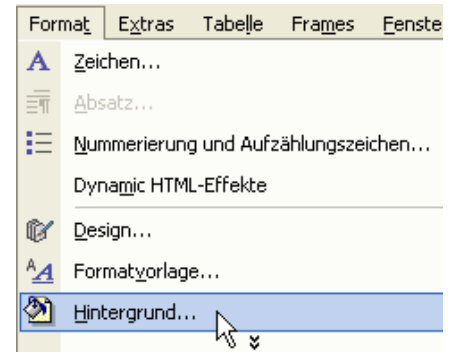 Format Extras Tabelle Frames Fenste
Zeichen...
Absatz...
Nummerierung und Aufzählungszeichen...
Dynamic HTML-Effekte
Design...
Formatvorlage...
Hintergrund...